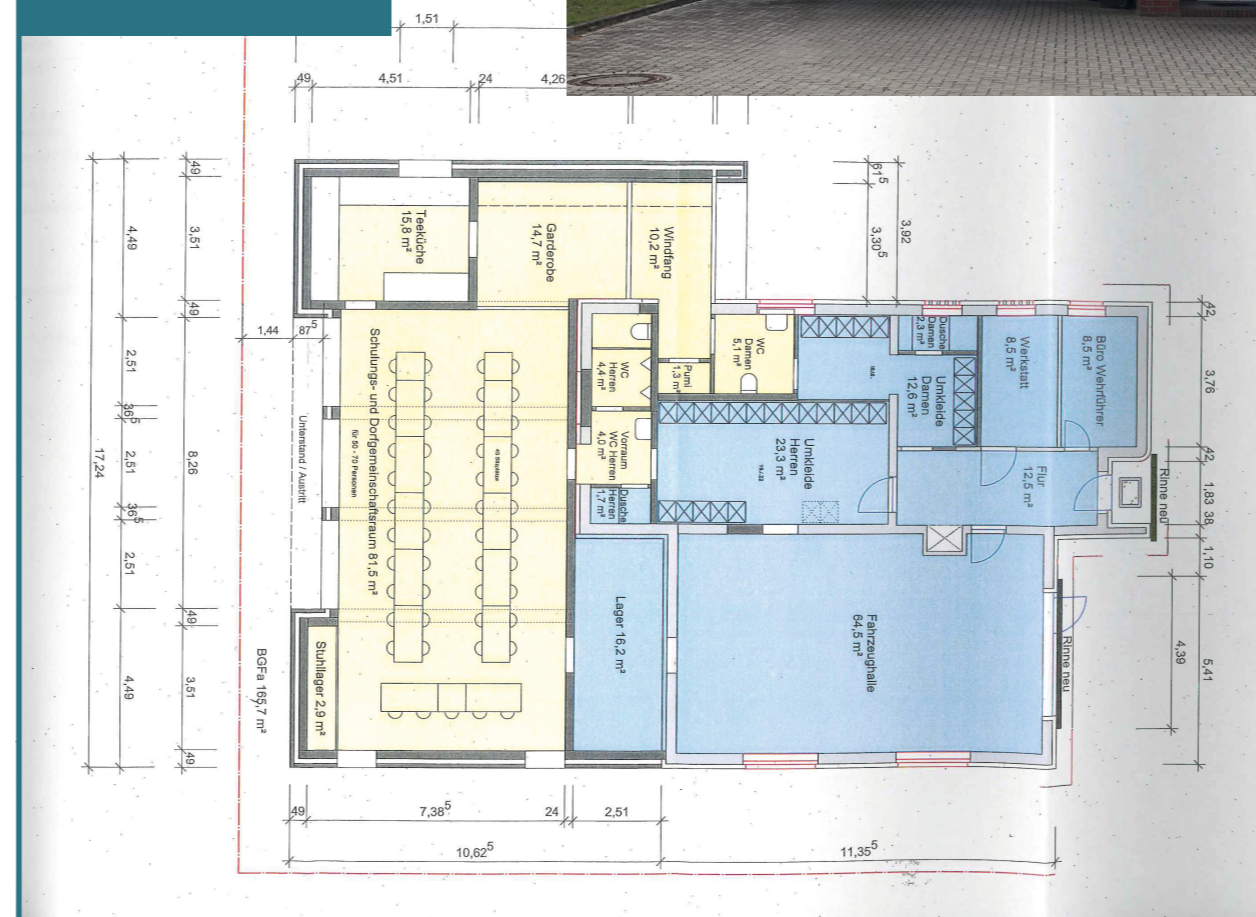 1,51
49
4,51
24
4,26
49
3,51
49
8,26
49
3,51
49
4,49
2,51
36⁵
2,51
36⁵
2,51
4,49
17,24
1,44
87⁵
61⁵
3,30⁵
3,92
42
3,76
42
1,83
38
1,10
5,41
4,39
Teeküche
15,8 m²
Garderobe
14,7 m²
Windfang
10,2 m²
WC
Damen
5,1 m²
Pumi
1,3 m²
WC
Herren
4,4 m²
Vorraum
WC Herren
4,0 m²
Dusche
Herren
1,7 m²
Dusche
Damen
2,3 m²
Umkleide
Damen
12,6 m²
Umkleide
Herren
23,3 m²
Werkstatt
8,5 m²
Büro Wehrführer
8,5 m²
Flur
12,5 m²
Rinne neu
Rinne neu
Schulungs- und Dorfgemeinschaftsraum 81,5 m²
für 50 - 70 Personen
Unterstand / Austritt
Stuhllager 2,9 m²
Lager 16,2 m²
Fahrzeughalle
64,5 m²
BGFa 165,7 m²
49
7,38⁵
24
2,51
10,62⁵
11,35⁵